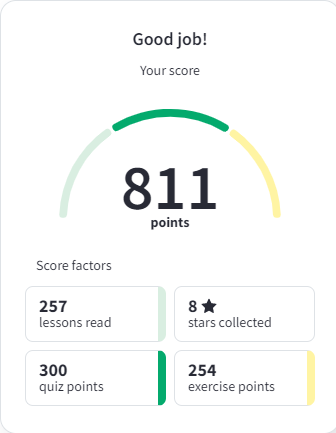 Good job!
Your score
811
points
Score factors
257
lessons read
8 ★
stars collected
300
quiz points
254
exercise points